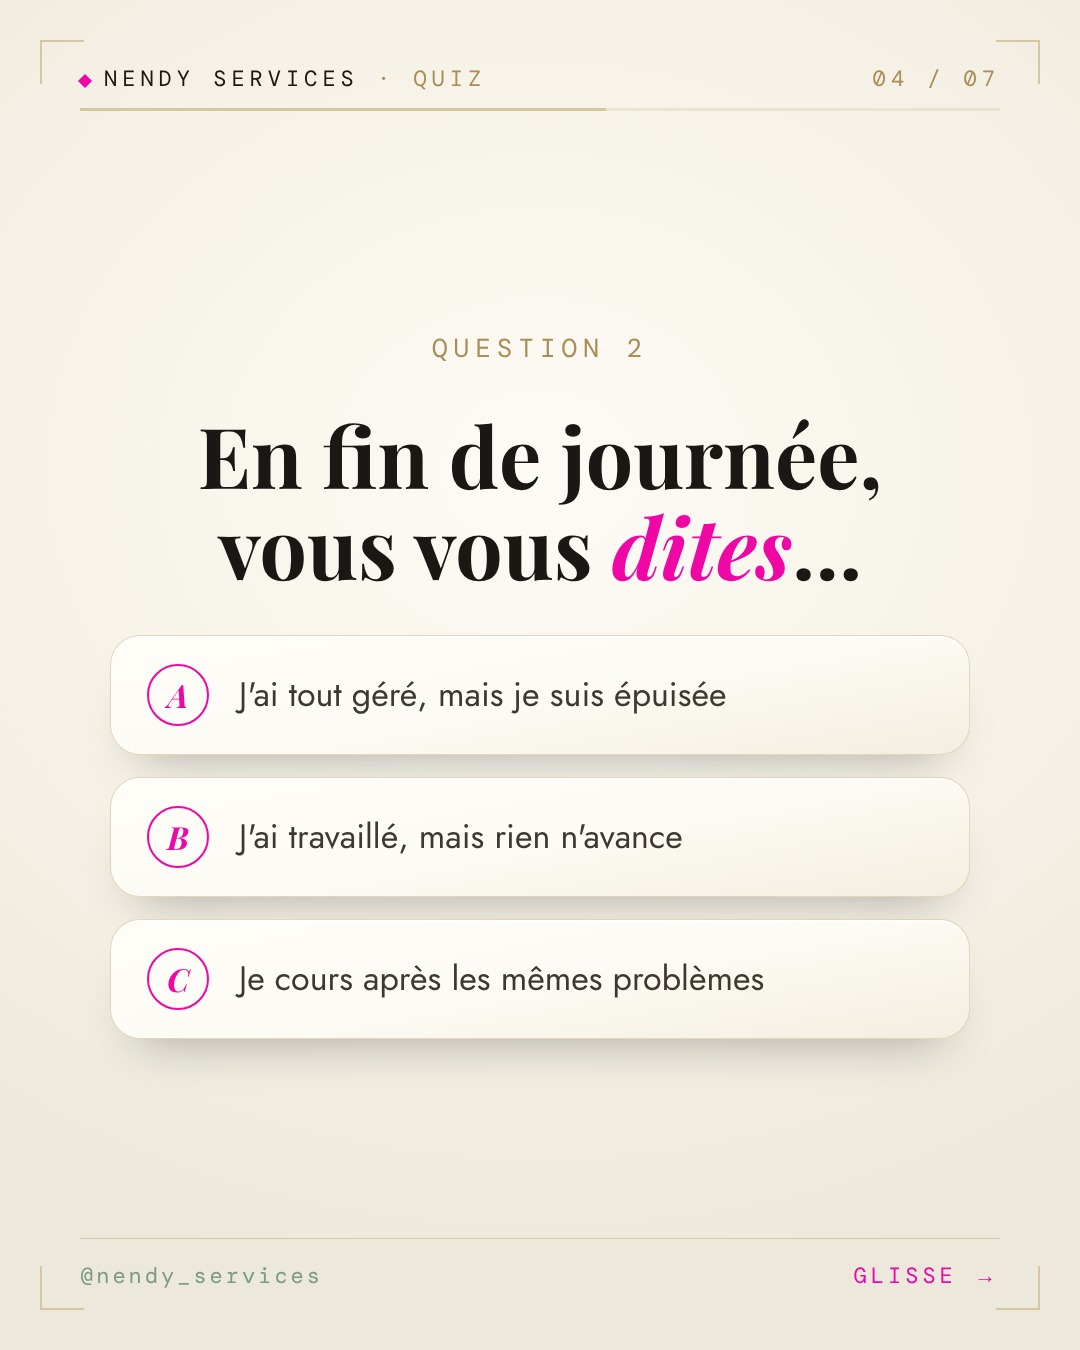 ◆ NENDY SERVICES · QUIZ
04 / 07
QUESTION 2
En fin de journée,
vous vous dites...
A J'ai tout géré, mais je suis épuisée
B J'ai travaillé, mais rien n'avance
C Je cours après les mêmes problèmes
@nendy_services
GLISSE →